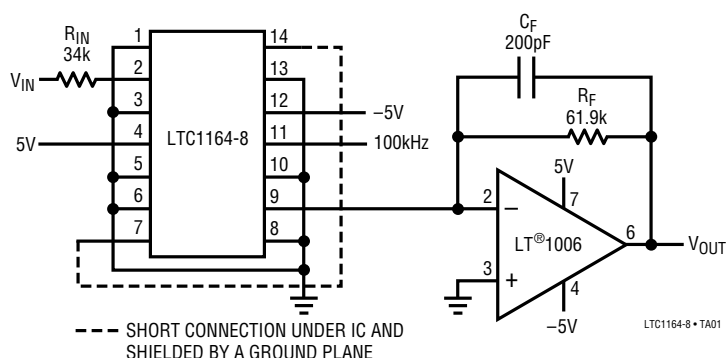 R_IN
34k
V_IN
5V
1
2
3
4
5
6
7
LTC1164-8
14
13
12
11
10
9
8
–5V
100kHz
C_F
200pF
R_F
61.9k
5V
7
2
–
LT®1006
6
V_OUT
3
+
4
–5V
LTC1164-8 • TA01
SHORT CONNECTION UNDER IC AND
SHIELDED BY A GROUND PLANE